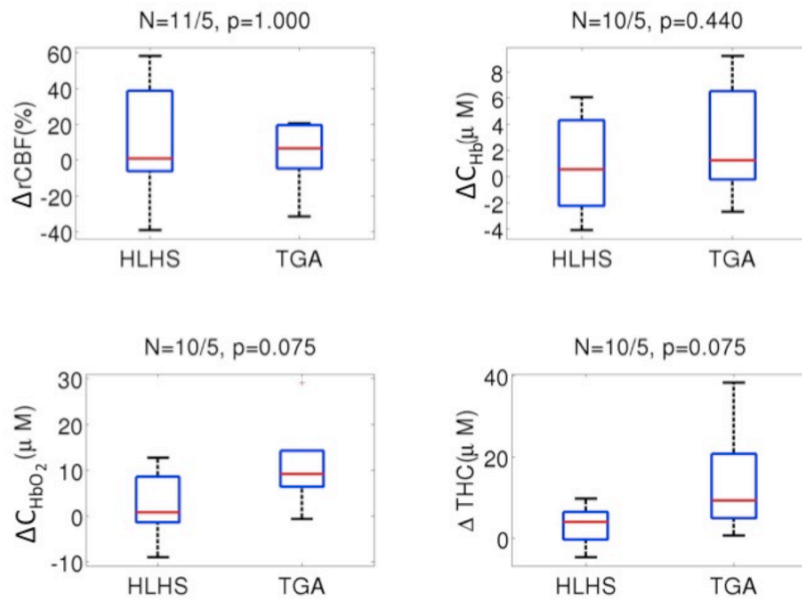 N=11/5, p=1.000
ΔrCBF(%)
60
40
20
0
-20
-40
HLHS TGA
N=10/5, p=0.440
ΔC_Hb(μ M)
8
6
4
2
0
-2
-4
HLHS TGA
N=10/5, p=0.075
ΔC_HbO₂(μ M)
30
20
10
0
-10
HLHS TGA
N=10/5, p=0.075
Δ THC(μ M)
40
20
0
HLHS TGA